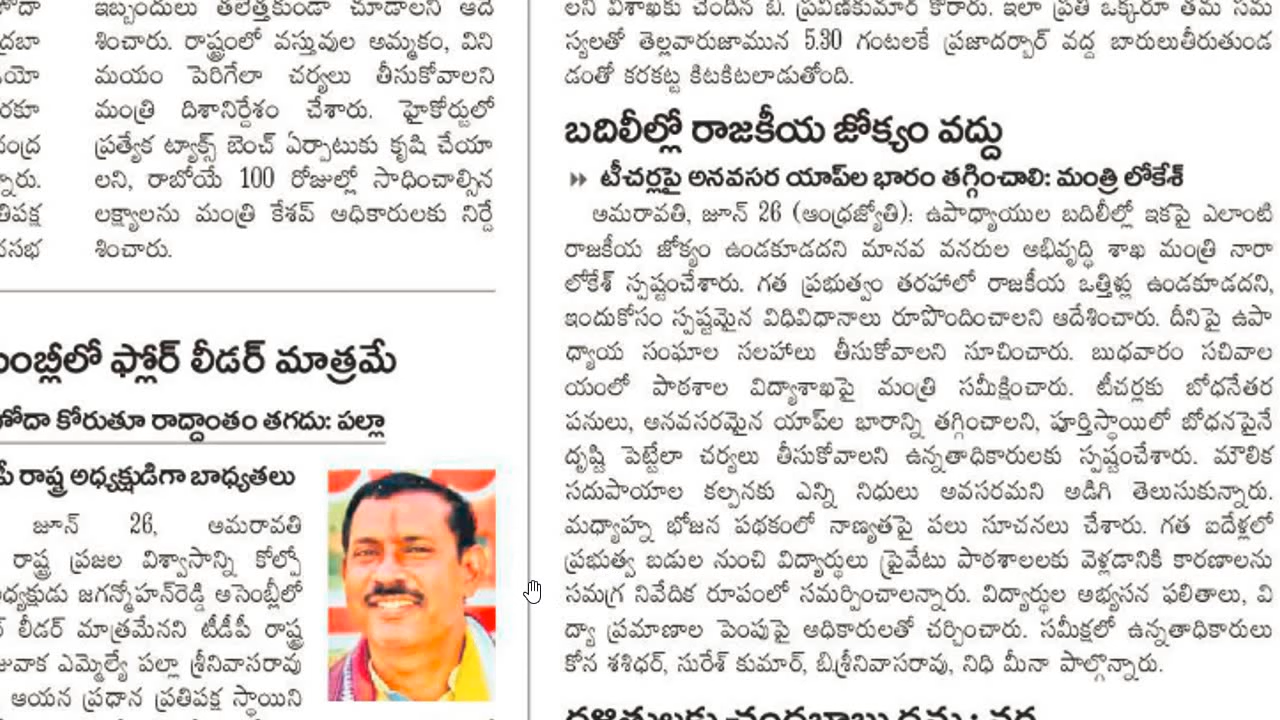 ఇబ్బందులు తలెత్తకుండా చూడాలని ఆదే
శించారు. రాష్ట్రంలో వస్తువుల అమ్మకం, విని
మయం పెరిగేలా చర్యలు తీసుకోవాలని
మంత్రి దిశానిర్దేశం చేశారు. హైకోర్టులో
ప్రత్యేక ట్యాక్స్ బెంచ్ ఏర్పాటుకు కృషి చేయా
లని, రాబోయే 100 రోజుల్లో సాధించాల్సిన
లక్ష్యాలను మంత్రి కేశవ్ అధికారులకు నిర్దే
శించారు.
ఫ్లోర్ లీడర్ మాత్రమే
హోదా కోరుతూ రాద్ధాంతం తగదు: పల్లా
రాష్ట్ర అధ్యక్షుడిగా బాధ్యతలు
జూన్ 26, ఆమరావతి
రాష్ట్ర ప్రజల విశ్వాసాన్ని కోల్పో
జగన్మోహన్‌రెడ్డి అసెంబ్లీలో
లీడర్ మాత్రమేనని టీడీపీ రాష్ట్ర
ఎమ్మెల్యే పల్లా శ్రీనివాసరావు
ఆయన ప్రధాన ప్రతిపక్ష స్థాయిని
లని విశాఖకు చెందిన బి. ప్రవీణ్‌కుమార్ కోరారు. ఇలా ప్రతి ఒక్కరూ తమ సమ
స్యలతో తెల్లవారుజామున 5.30 గంటలకే ప్రజాదర్బార్ వద్ద బారులుతీరుతుండ
డంతో కరకట్ట కిటకిటలాడుతోంది.
బదిలీల్లో రాజకీయ జోక్యం వద్దు
టీచర్లపై అనవసర యాప్‌ల భారం తగ్గించాలి: మంత్రి లోకేశ్
ఆమరావతి, జూన్ 26 (ఆంధ్రజ్యోతి): ఉపాధ్యాయుల బదిలీల్లో ఇకపై ఎలాంటి
రాజకీయ జోక్యం ఉండకూడదని మానవ వనరుల అభివృద్ధి శాఖ మంత్రి నారా
లోకేశ్ స్పష్టంచేశారు. గత ప్రభుత్వం తరహాలో రాజకీయ ఒత్తిళ్లు ఉండకూడదని,
ఇందుకోసం స్పష్టమైన విధివిధానాలు రూపొందించాలని ఆదేశించారు. దీనిపై ఉపా
ధ్యాయ సంఘాల సలహాలు తీసుకోవాలని సూచించారు. బుధవారం సచివాల
యంలో పాఠశాల విద్యాశాఖపై మంత్రి సమీక్షించారు. టీచర్లకు బోధనేతర
పనులు, అనవసరమైన యాప్‌ల భారాన్ని తగ్గించాలని, పూర్తిస్థాయిలో బోధనపైనే
దృష్టి పెట్టేలా చర్యలు తీసుకోవాలని ఉన్నతాధికారులకు స్పష్టంచేశారు. మౌలిక
సదుపాయాల కల్పనకు ఎన్ని నిధులు అవసరమని అడిగి తెలుసుకున్నారు.
మధ్యాహ్న భోజన పథకంలో నాణ్యతపై పలు సూచనలు చేశారు. గత ఐదేళ్లలో
ప్రభుత్వ బడుల నుంచి విద్యార్థులు ప్రైవేటు పాఠశాలలకు వెళ్లడానికి కారణాలను
సమగ్ర నివేదిక రూపంలో సమర్పించాలన్నారు. విద్యార్థుల అభ్యసన ఫలితాలు, వి
ద్యా ప్రమాణాల పెంపుపై అధికారులతో చర్చించారు. సమీక్షలో ఉన్నతాధికారులు
కోన శశిధర్, సురేశ్ కుమార్, బి.శ్రీనివాసరావు, నిధి మీనా పాల్గొన్నారు.